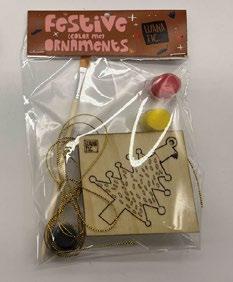 FESTIVE
(COLOR ME)
ORNAMENTS